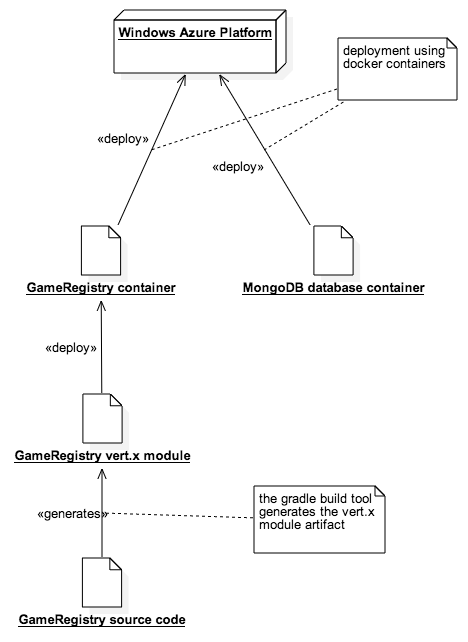 Windows Azure Platform
deployment using
docker containers
«deploy»
«deploy»
GameRegistry container
MongoDB database container
«deploy»
GameRegistry vert.x module
«generates»
the gradle build tool
generates the vert.x
module artifact
GameRegistry source code